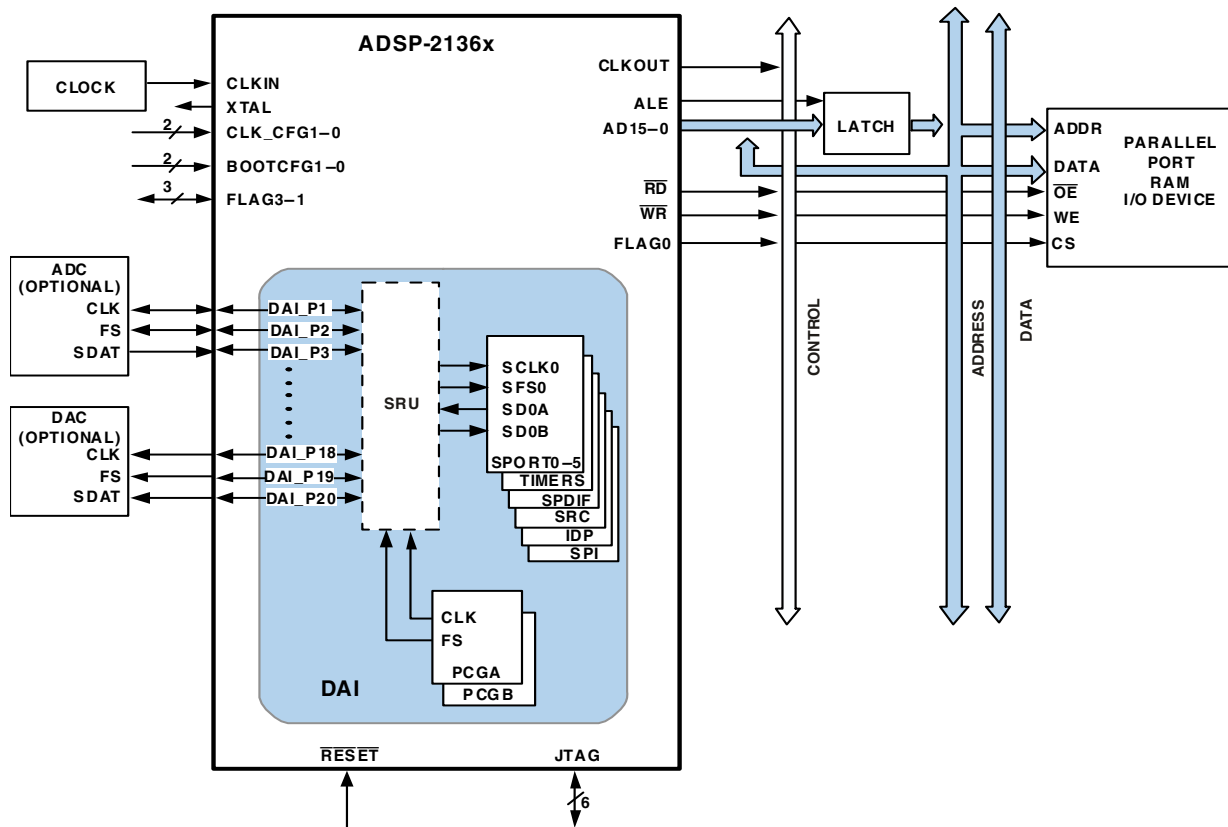 ADSP-2136x
CLOCK
CLKIN
XTAL
2
CLK_CFG1–0
2
BOOTCFG1–0
3
FLAG3–1
CLKOUT
ALE
AD15–0
RD
WR
FLAG0
LATCH
ADDR
DATA
OE
WE
CS
PARALLEL
PORT
RAM
I/O DEVICE
CONTROL
ADDRESS
DATA
ADC
(OPTIONAL)
CLK
FS
SDAT
DAC
(OPTIONAL)
CLK
FS
SDAT
DAI_P1
DAI_P2
DAI_P3
DAI_P18
DAI_P19
DAI_P20
SRU
SCLK0
SFS0
SD0A
SD0B
SPORT0–5
TIMERS
SPDIF
SRC
IDP
SPI
CLK
FS
PCGA
PCGB
DAI
RESET
JTAG
6